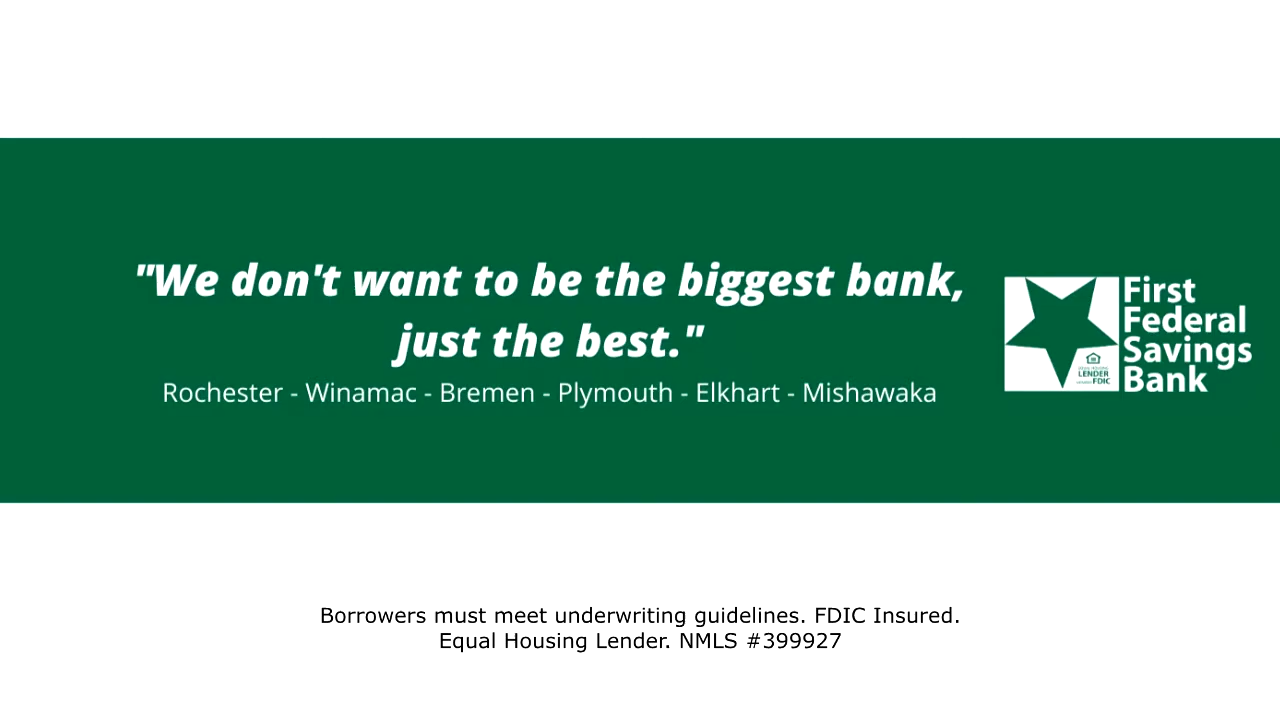 "We don't want to be the biggest bank,
just the best."
Rochester - Winamac - Bremen - Plymouth - Elkhart - Mishawaka
First
Federal
Savings
Bank
LENDER
FDIC
Borrowers must meet underwriting guidelines. FDIC Insured.
Equal Housing Lender. NMLS #399927